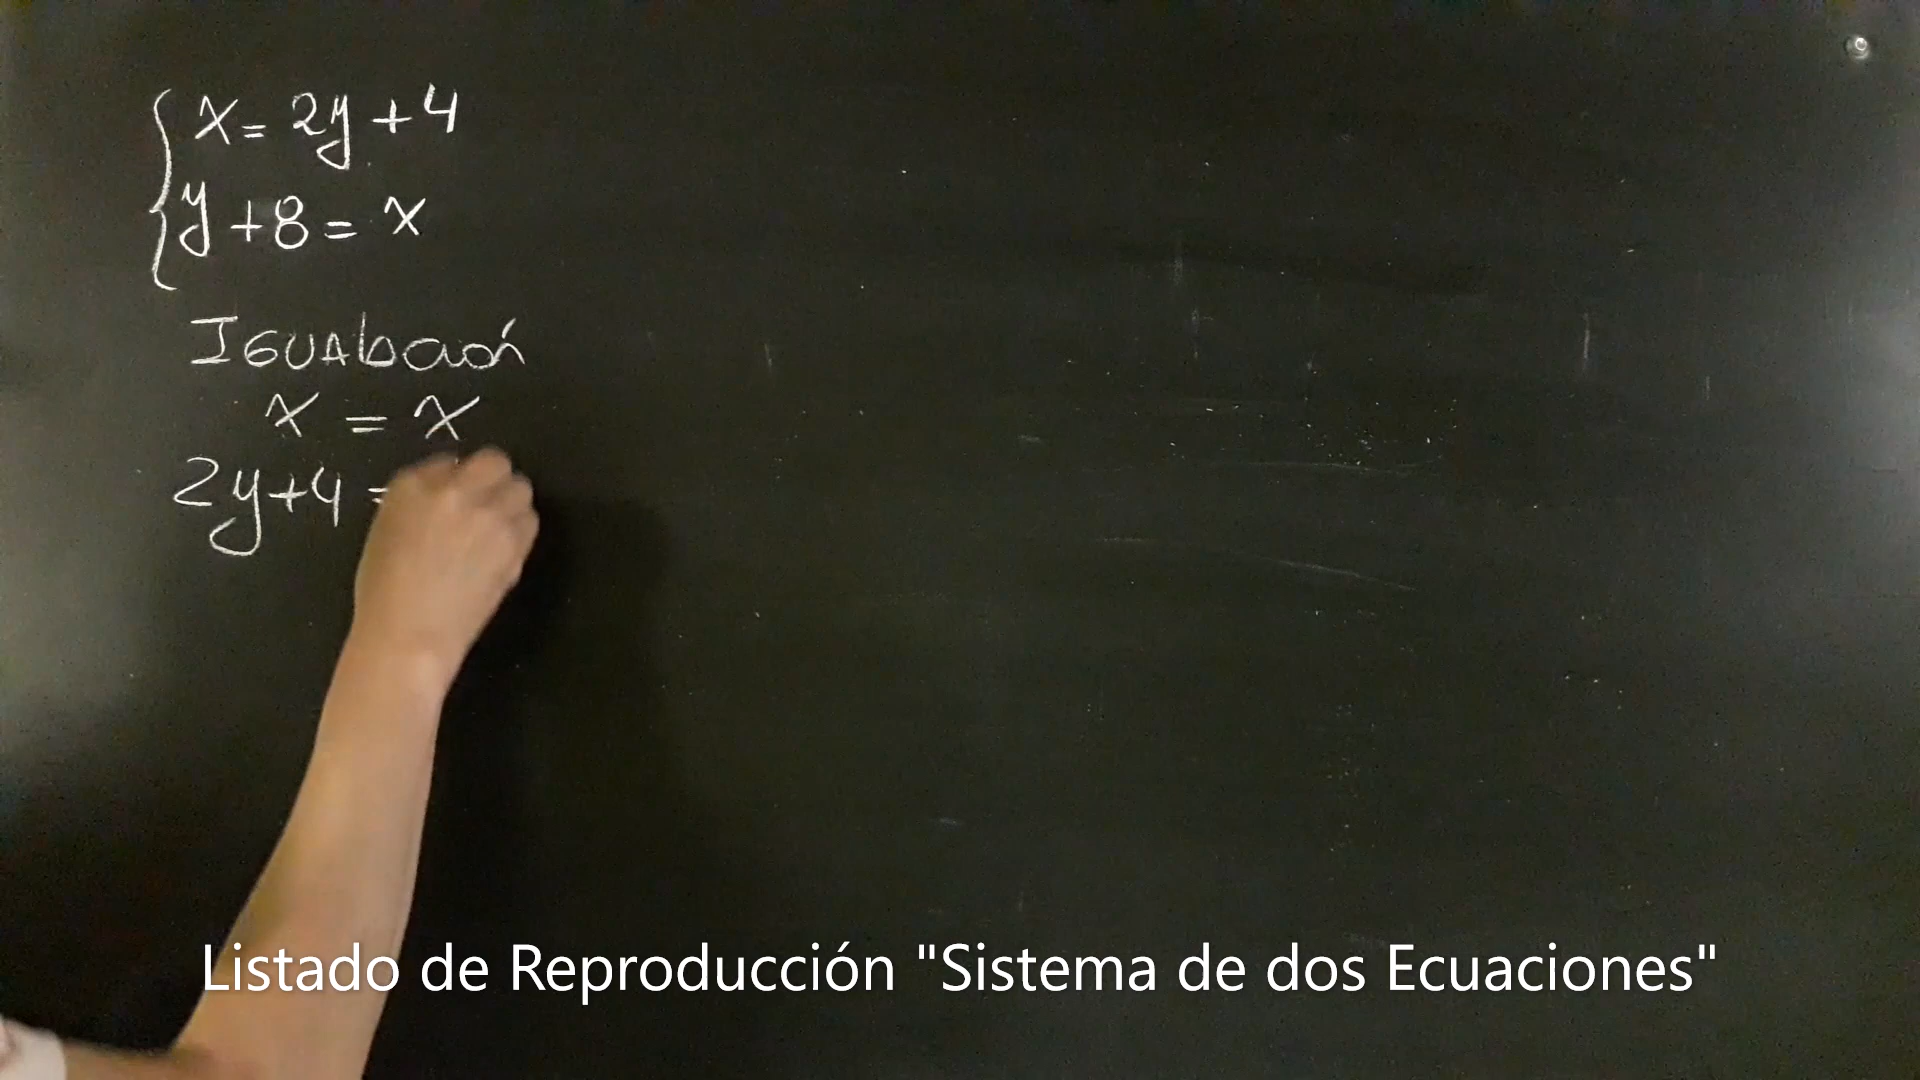 x = 2y + 4
y + 8 = x
Igualación
x = x
2y + 4 =
Listado de Reproducción "Sistema de dos Ecuaciones"